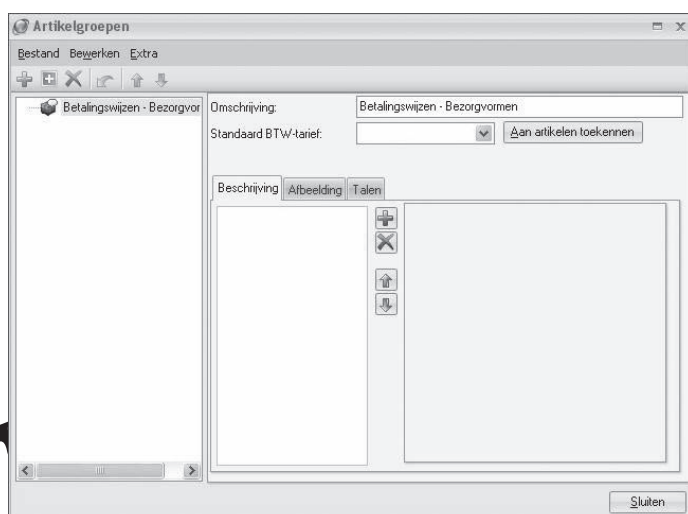 Artikelgroepen
Bestand Bewerken Extra
Betalingswijzen - Bezorgvor
Omschrijving: Betalingswijzen - Bezorgvormen
Standaard BTW-tarief: Aan artikelen toekennen
Beschrijving Afbeelding Talen
Sluiten